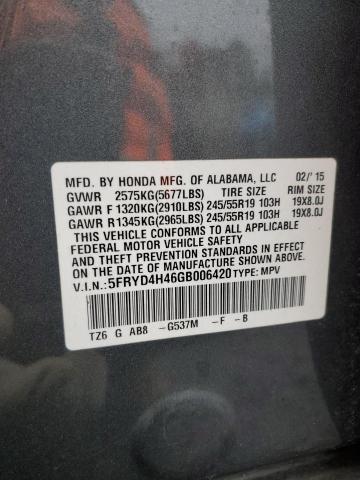 MFD. BY HONDA MFG. OF ALABAMA, LLC 02/'15
GVWR 2575KG(5677LBS) TIRE SIZE RIM SIZE
GAWR F 1320KG(2910LBS) 245/55R19 103H 19X8.0J
GAWR R1345KG(2965LBS) 245/55R19 103H 19X8.0J
THIS VEHICLE CONFORMS TO ALL APPLICABLE
FEDERAL MOTOR VEHICLE SAFETY
AND THEFT PREVENTION STANDARDS IN EFFECT
ON THE DATE OF MANUFACTURE SHOWN ABOVE.
V.I.N.:5FRYD4H46GB006420 TYPE: MPV
TZ6 G AB8 -G537M -F -B